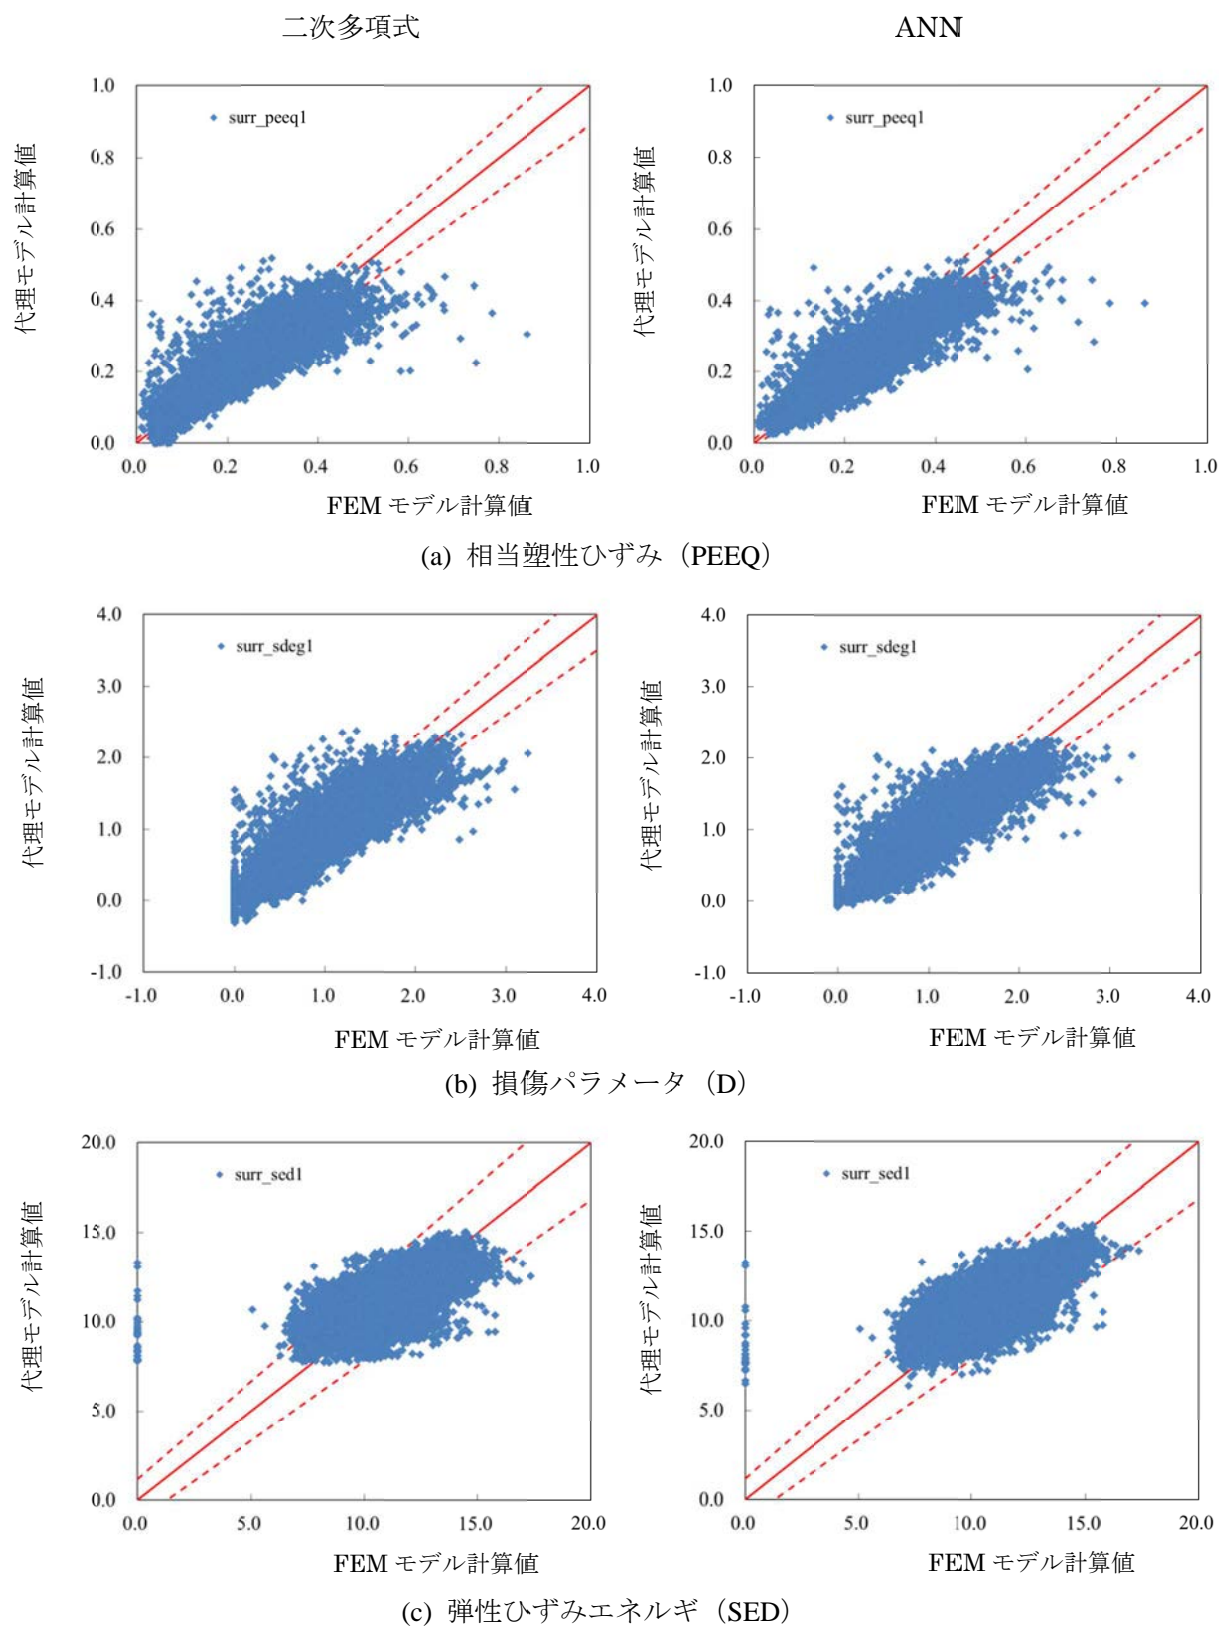 二次多項式 ANN
1.0
0.8
0.6
0.4
0.2
0.0
代理モデル計算値
surr_peeq1
0.0 0.2 0.4 0.6 0.8 1.0
FEM モデル計算値
1.0
0.8
0.6
0.4
0.2
0.0
代理モデル計算値
surr_peeq1
0.0 0.2 0.4 0.6 0.8 1.0
FEM モデル計算値
(a) 相当塑性ひずみ（PEEQ）
4.0
3.0
2.0
1.0
0.0
-1.0
代理モデル計算値
surr_sdeg1
-1.0 0.0 1.0 2.0 3.0 4.0
FEM モデル計算値
4.0
3.0
2.0
1.0
0.0
-1.0
代理モデル計算値
surr_sdeg1
-1.0 0.0 1.0 2.0 3.0 4.0
FEM モデル計算値
(b) 損傷パラメータ（D）
20.0
15.0
10.0
5.0
0.0
代理モデル計算値
surr_sed1
0.0 5.0 10.0 15.0 20.0
FEM モデル計算値
20.0
15.0
10.0
5.0
0.0
代理モデル計算値
surr_sed1
0.0 5.0 10.0 15.0 20.0
FEM モデル計算値
(c) 弾性ひずみエネルギ（SED）